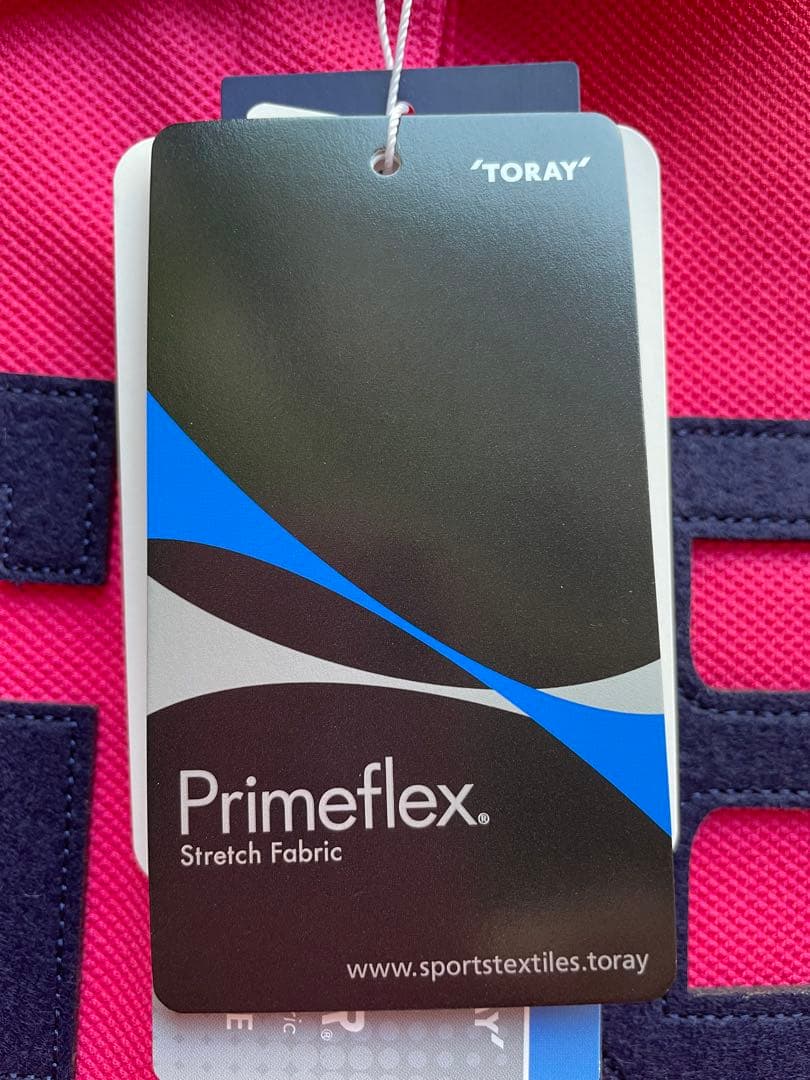 ‘TORAY’
Primeflex®
Stretch Fabric
www.sportstextiles.toray